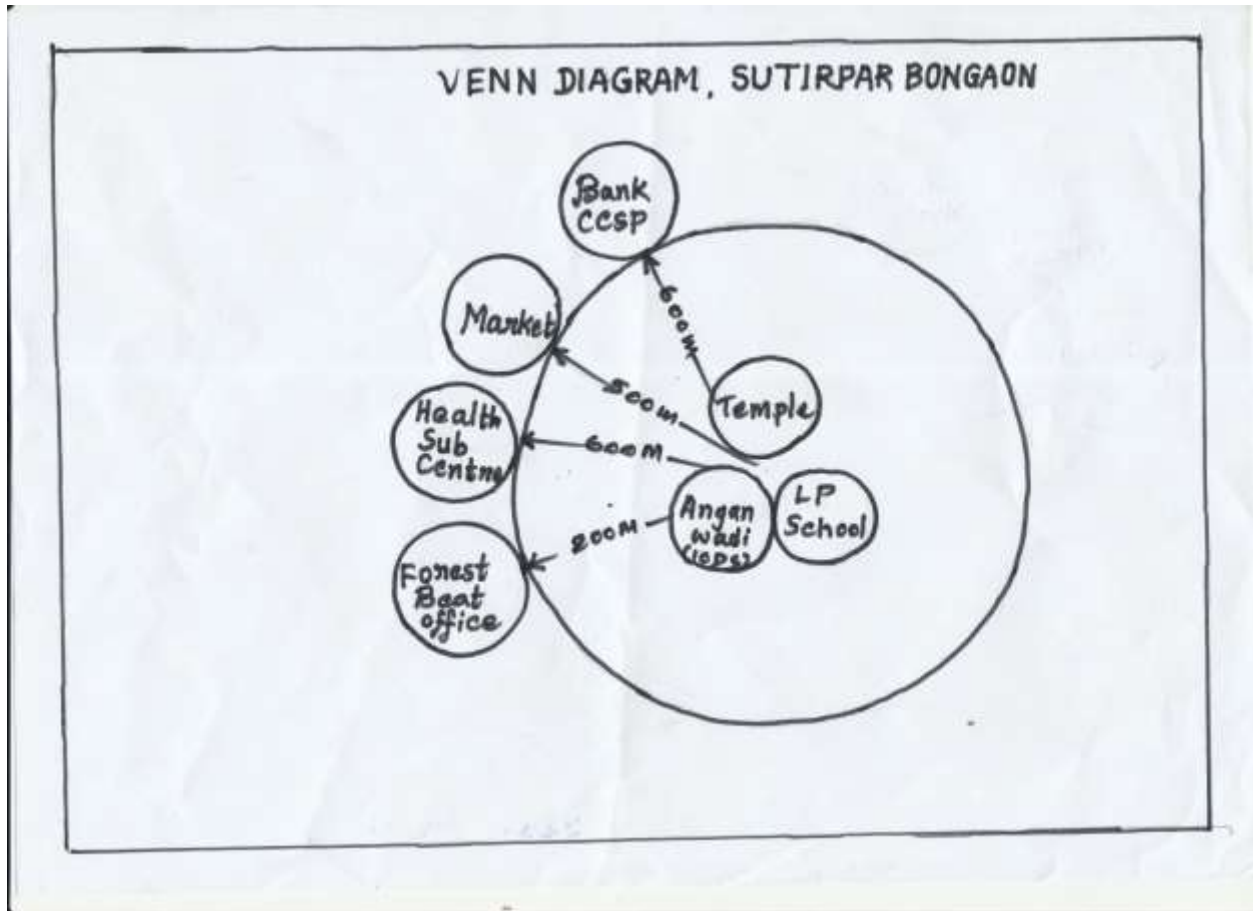 VENN DIAGRAM, SUTIRPAR BONGAON
Bank
CCSP
Market
Health
Sub
Centre
Forest
Beat
office
600M
500m
600M
200M
Temple
Angan
wadi
LP
School